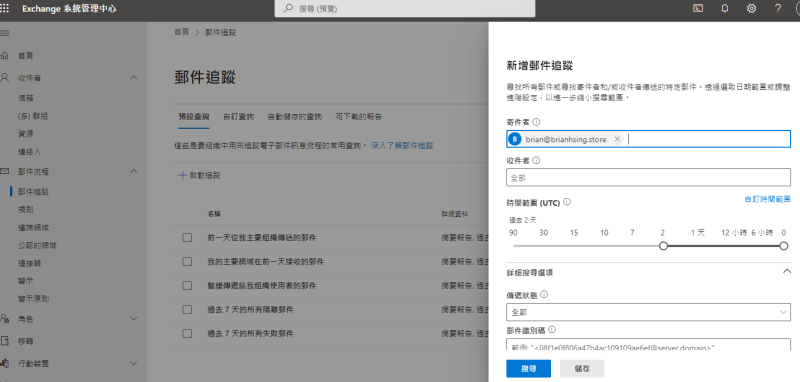 Exchange 系統管理中心
搜尋 (預覽)
首頁
收件者
信箱
(多) 群組
資源
連絡人
郵件流程
郵件追蹤
規則
遠端網域
公認的網域
連接器
警示
警示原則
角色
移轉
行動裝置
首頁 > 郵件追蹤
郵件追蹤
預設查詢 自訂查詢 自動儲存的查詢 可下載的報告
這些是貴組織中用來追蹤電子郵件訊息流程的常用查詢。 深入了解郵件追蹤
+ 啟動追蹤
名稱 詳細資料
前一天從我主要組織傳送的郵件 摘要報告, 過去
我的主要網域在前一天接收的郵件 摘要報告, 過去
暫緩傳遞給我組織使用者的郵件 摘要報告, 過去
過去 7 天的所有隔離郵件 摘要報告, 過去
過去 7 天的所有失敗郵件 摘要報告, 過去
新增郵件追蹤
尋找所有郵件或尋找寄件者和/或收件者傳送的特定郵件。透過選取日期範圍或調整
進階設定，以進一步縮小搜尋範圍。
寄件者
B brian@brianhsing.store
收件者
全部
時間範圍 (UTC) 自訂時間範圍
過去 2 天
90 30 15 10 7 2 1 天 12 小時 6 小時 0
詳細搜尋選項
傳遞狀態
全部
郵件識別碼
範例: "<08f1e0f806a47b4ac109109ae6ef@server.domain>"
搜尋 儲存